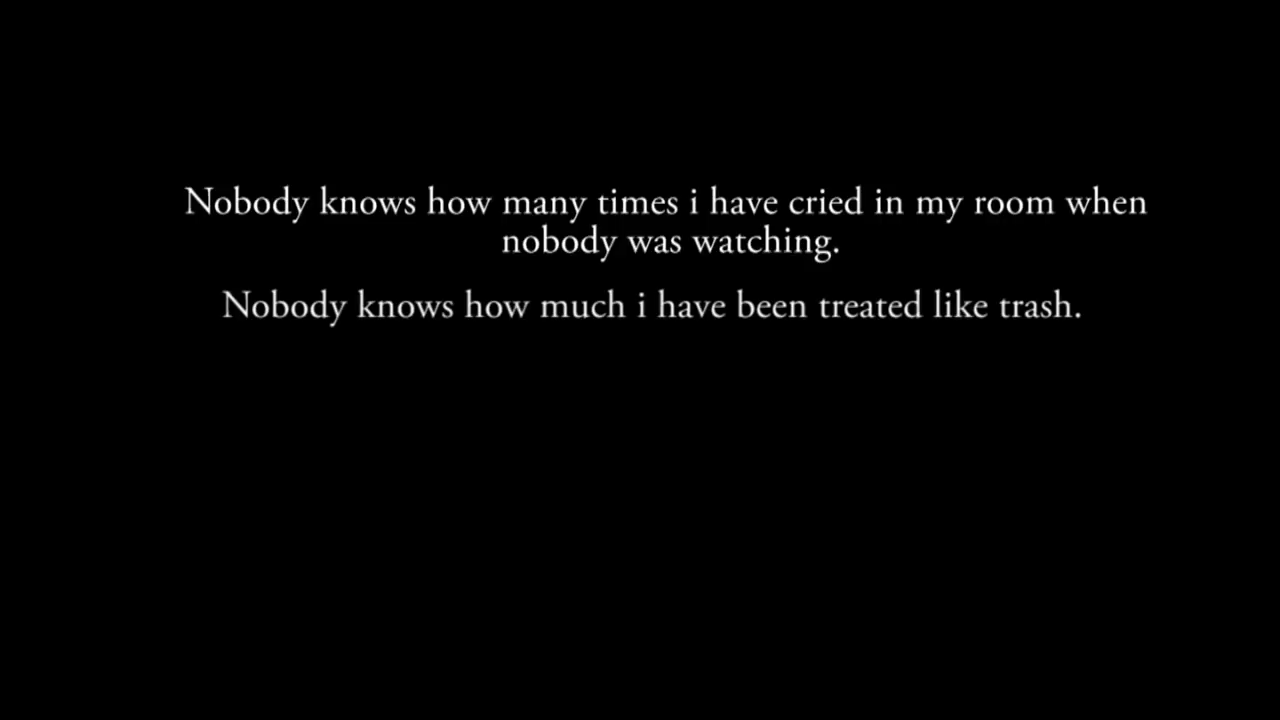 Nobody knows how many times i have cried in my room when
nobody was watching.
Nobody knows how much i have been treated like trash.